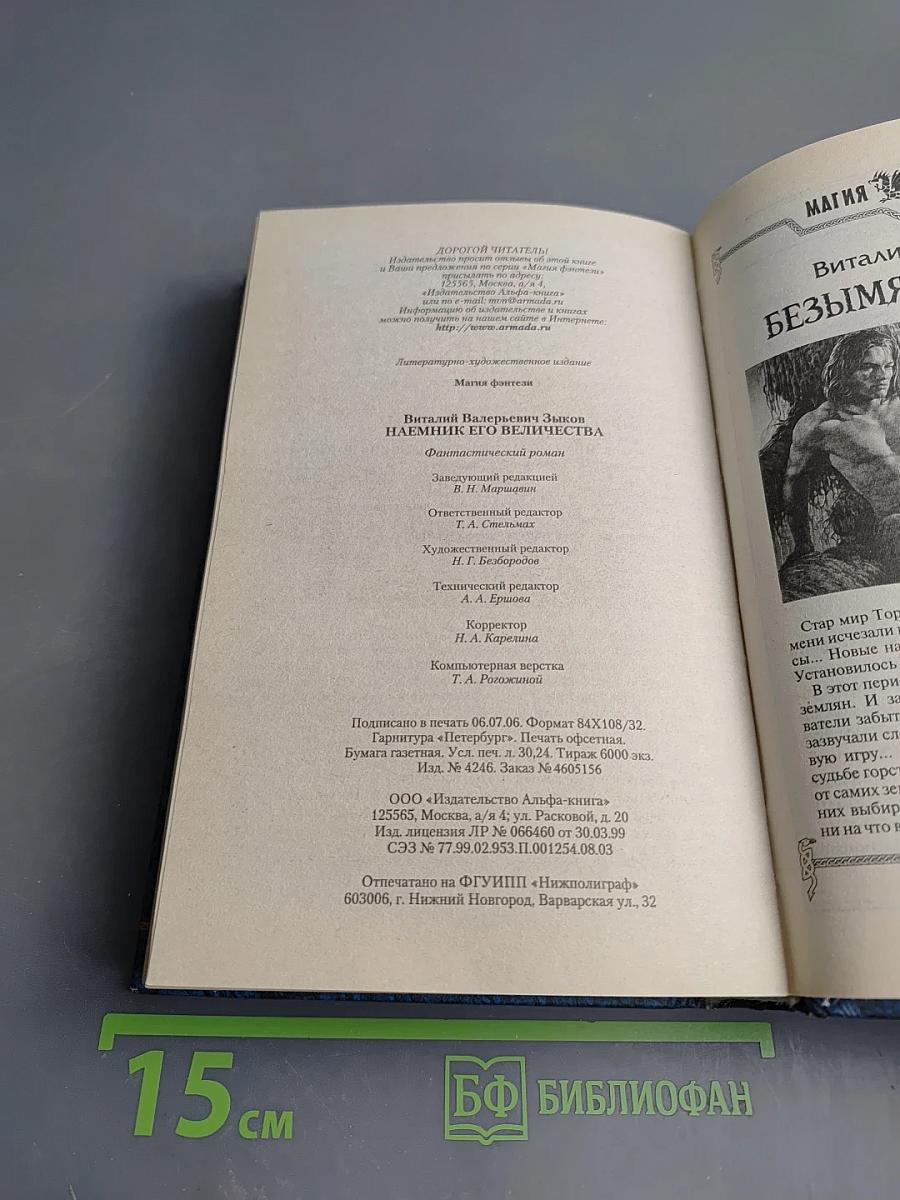 ДОРОГОЙ ЧИТАТЕЛЬ!
Издательство просит отзывы об этой книге
и Ваши предложения по серии «Магия фэнтези»
присылать по адресу:
125565, Москва, а/я 4,
«Издательство Альфа-книга»
или по e-mail: mvn@armada.ru
Информацию об издательстве и книгах
можно получить на нашем сайте в Интернете:
http://www.armada.ru
Литературно-художественное издание
Магия фэнтези
Виталий Валерьевич Зыков
НАЕМНИК ЕГО ВЕЛИЧЕСТВА
Фантастический роман
Заведующий редакцией
В. Н. Маршавин
Ответственный редактор
Т. А. Стельмах
Художественный редактор
Н. Г. Безбородов
Технический редактор
А. А. Ершова
Корректор
Н. А. Карелина
Компьютерная верстка
Т. А. Рогожиной
Подписано в печать 06.07.06. Формат 84Х108/32.
Гарнитура «Петербург». Печать офсетная.
Бумага газетная. Усл. печ. л. 30,24. Тираж 6000 экз.
Изд. № 4246. Заказ № 4605156
ООО «Издательство Альфа-книга»
125565, Москва, а/я 4; ул. Расковой, д. 20
Изд. лицензия ЛР № 066460 от 30.03.99
СЭЗ № 77.99.02.953.П.001254.08.03
Отпечатано на ФГУИПП «Нижполиграф»
603006, г. Нижний Новгород, Варварская ул., 32
МАГИЯ
Витали
БЕЗЫМЯ
Стар мир Тор
мени исчезали
сы... Новые на
Установилось
В этот пери
землян. И за
ватели забыт
зазвучали сл
вую игру...
судьбе горст
от самих зе
них выбир
ни на что в
15 см
БФ БИБЛИОФАН